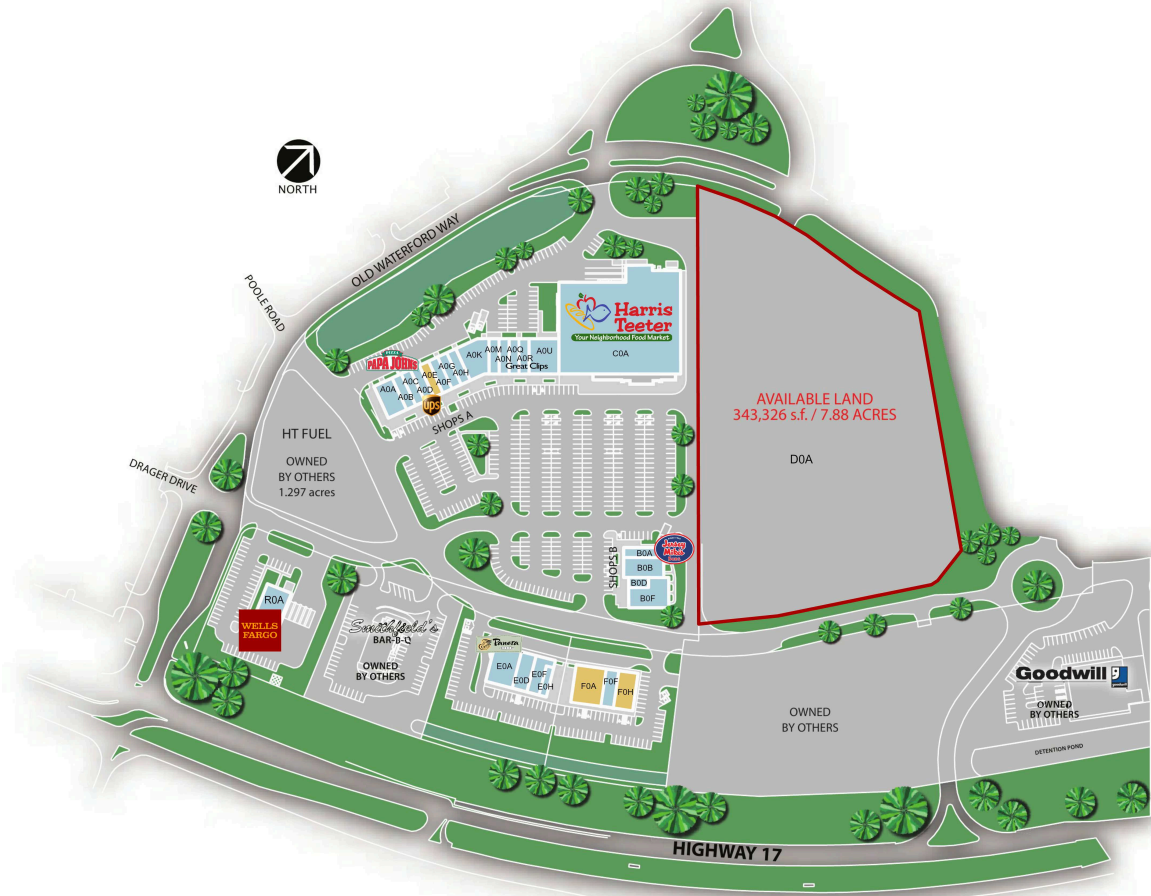 NORTH
OLD WATERFORD WAY
POOLE ROAD
DRAGER DRIVE
Harris
Teeter
Your Neighborhood Food Market
C0A
PAPA JOHNS
A0A
A0B
A0C
A0D
A0E
A0F
A0G
A0H
A0K
A0M
A0N
A0Q
A0R
A0U
Great Clips
ups
SHOPS A
AVAILABLE LAND
343,326 s.f. / 7.88 ACRES
D0A
HT FUEL
OWNED
BY OTHERS
1.297 acres
SHOPS B
Jersey
Mike's
B0A
B0B
B0D
B0F
R0A
WELLS
FARGO
Smithfield's
BAR-B-Q
OWNED
BY OTHERS
Panera
E0A
E0D
E0F
E0H
F0A
F0F
F0H
OWNED
BY OTHERS
Goodwill
OWNED
BY OTHERS
DETENTION POND
HIGHWAY 17